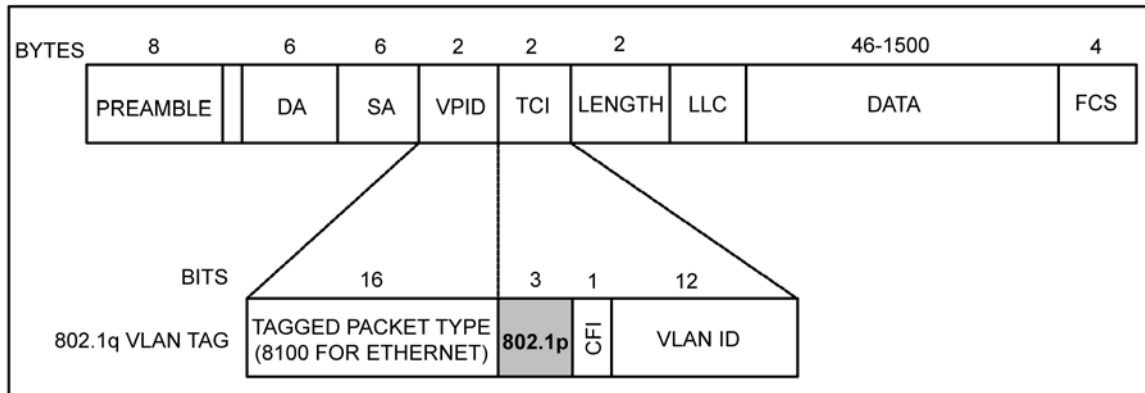 BYTES 8 6 6 2 2 2 46-1500 4
PREAMBLE DA SA VPID TCI LENGTH LLC DATA FCS
BITS 16 3 1 12
802.1q VLAN TAG TAGGED PACKET TYPE (8100 FOR ETHERNET) 802.1p CFI VLAN ID